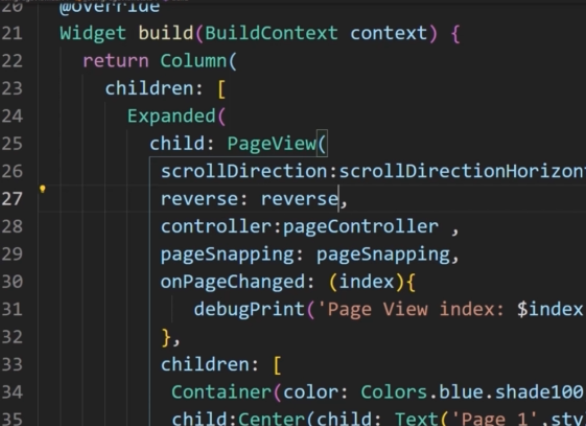 20 @override
21 Widget build(BuildContext context) {
22 return Column(
23 children: [
24 Expanded(
25 child: PageView(
26 scrollDirection:scrollDirectionHorizon
27 reverse: reverse,
28 controller:pageController ,
29 pageSnapping: pageSnapping,
30 onPageChanged: (index){
31 debugPrint('Page View index: $index
32 },
33 children: [
34 Container(color: Colors.blue.shade100
35 child:Center(child: Text('Page 1',sty